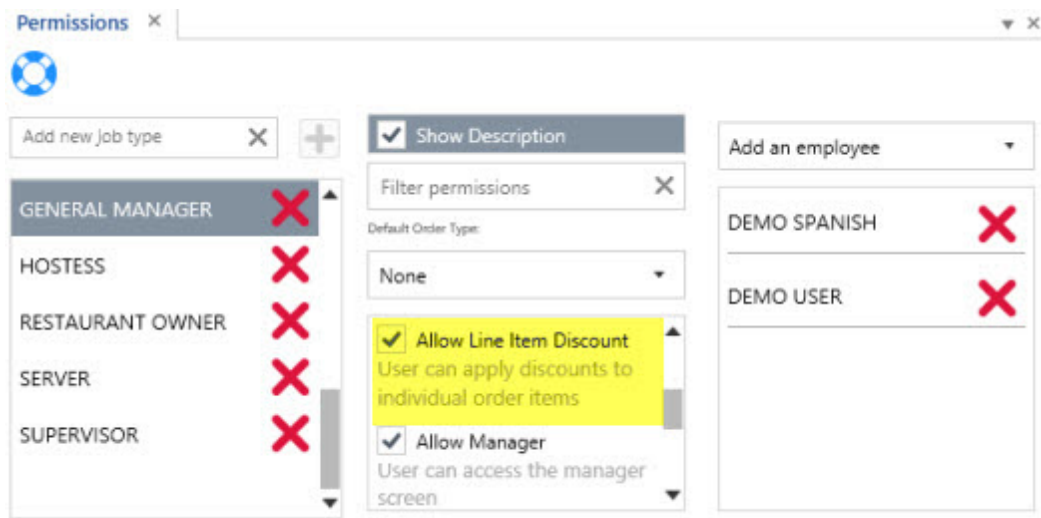 Permissions
Add new Job type
GENERAL MANAGER
HOSTESS
RESTAURANT OWNER
SERVER
SUPERVISOR
Show Description
Filter permissions
Default Order Type:
None
Allow Line Item Discount
User can apply discounts to
individual order items
Allow Manager
User can access the manager
screen
Add an employee
DEMO SPANISH
DEMO USER